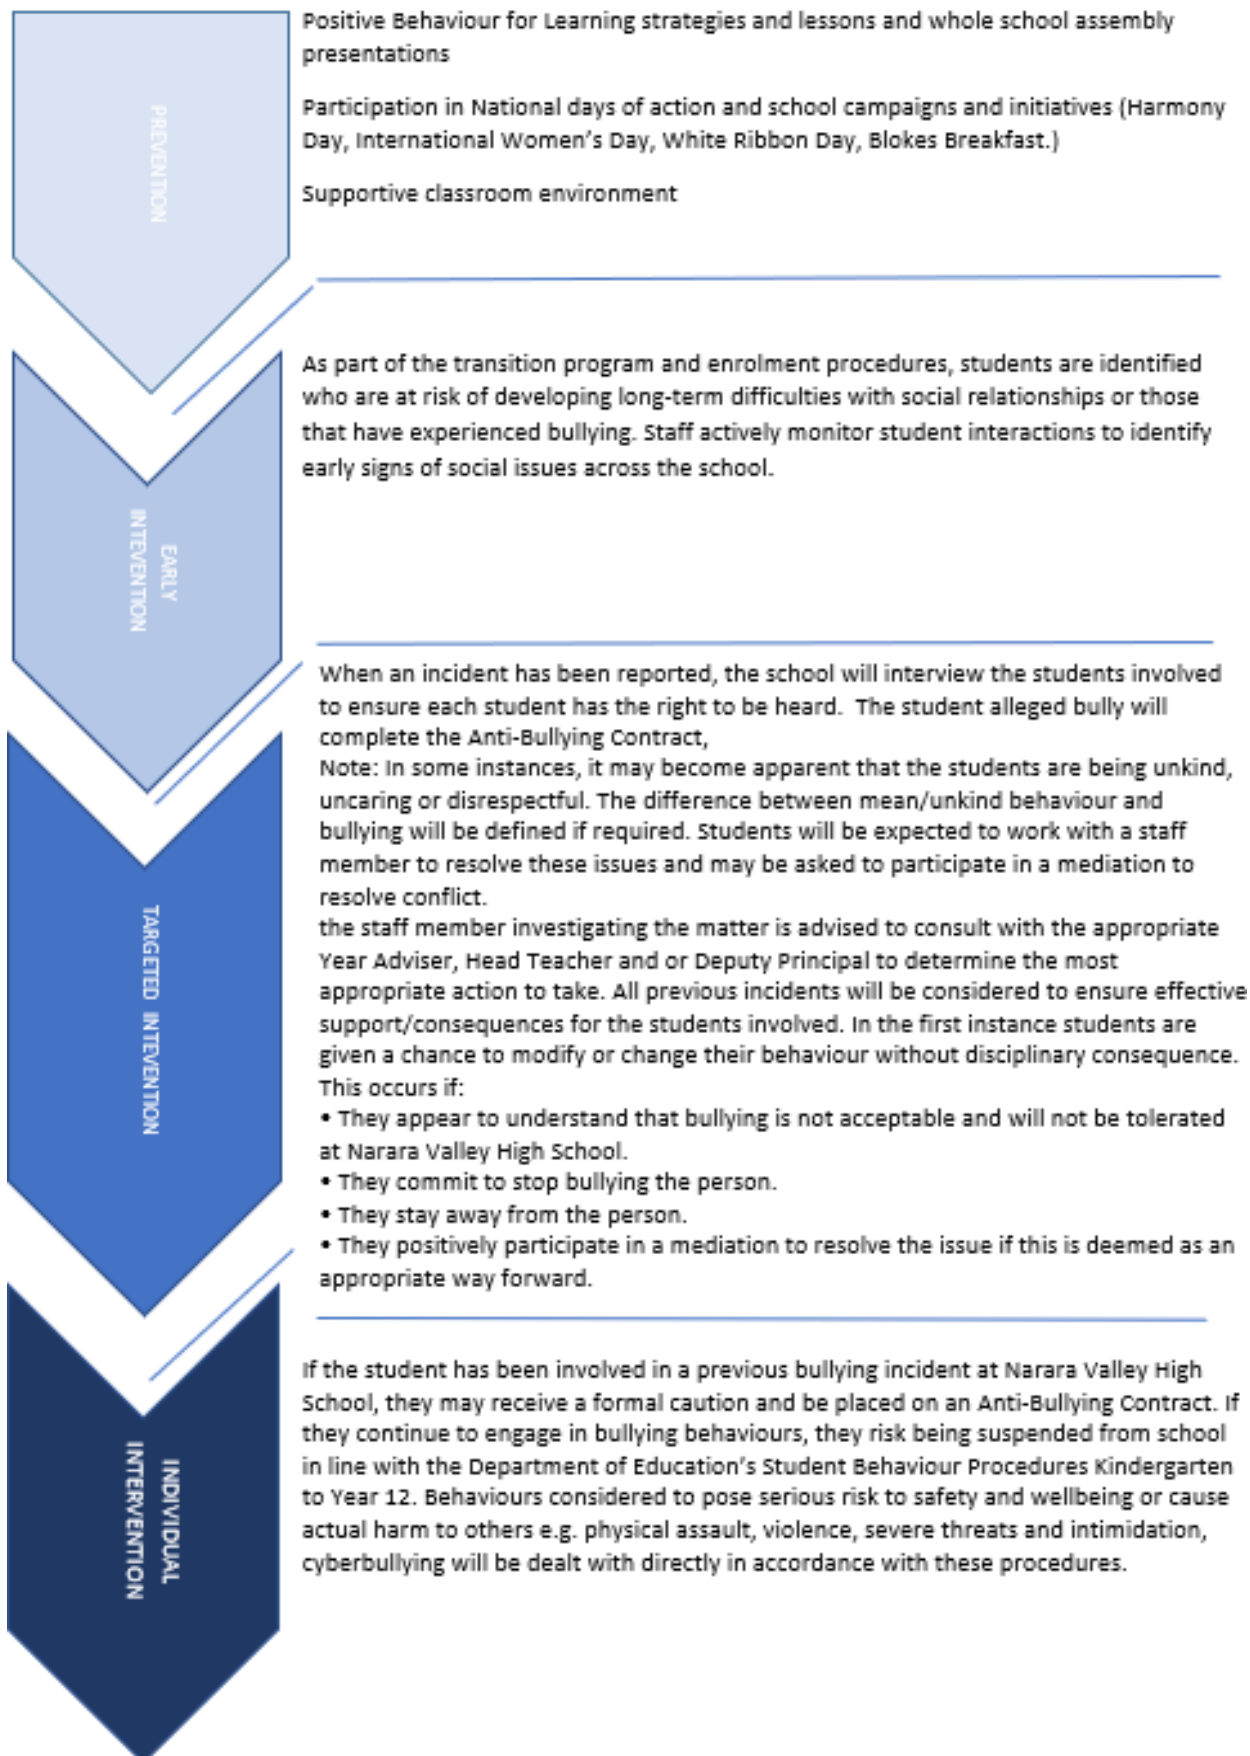 PREVENTION
Positive Behaviour for Learning strategies and lessons and whole school assembly
presentations
Participation in National days of action and school campaigns and initiatives (Harmony
Day, International Women's Day, White Ribbon Day, Blokes Breakfast.)
Supportive classroom environment
EARLY
INTEVENTION
As part of the transition program and enrolment procedures, students are identified
who are at risk of developing long-term difficulties with social relationships or those
that have experienced bullying. Staff actively monitor student interactions to identify
early signs of social issues across the school.
TARGETED INTEVENTION
When an incident has been reported, the school will interview the students involved
to ensure each student has the right to be heard.  The student alleged bully will
complete the Anti-Bullying Contract,
Note: In some instances, it may become apparent that the students are being unkind,
uncaring or disrespectful. The difference between mean/unkind behaviour and
bullying will be defined if required. Students will be expected to work with a staff
member to resolve these issues and may be asked to participate in a mediation to
resolve conflict.
the staff member investigating the matter is advised to consult with the appropriate
Year Adviser, Head Teacher and or Deputy Principal to determine the most
appropriate action to take. All previous incidents will be considered to ensure effective
support/consequences for the students involved. In the first instance students are
given a chance to modify or change their behaviour without disciplinary consequence.
This occurs if:
• They appear to understand that bullying is not acceptable and will not be tolerated
at Narara Valley High School.
• They commit to stop bullying the person.
• They stay away from the person.
• They positively participate in a mediation to resolve the issue if this is deemed as an
appropriate way forward.
INDIVIDUAL
INTERVENTION
If the student has been involved in a previous bullying incident at Narara Valley High
School, they may receive a formal caution and be placed on an Anti-Bullying Contract. If
they continue to engage in bullying behaviours, they risk being suspended from school
in line with the Department of Education's Student Behaviour Procedures Kindergarten
to Year 12. Behaviours considered to pose serious risk to safety and wellbeing or cause
actual harm to others e.g. physical assault, violence, severe threats and intimidation,
cyberbullying will be dealt with directly in accordance with these procedures.